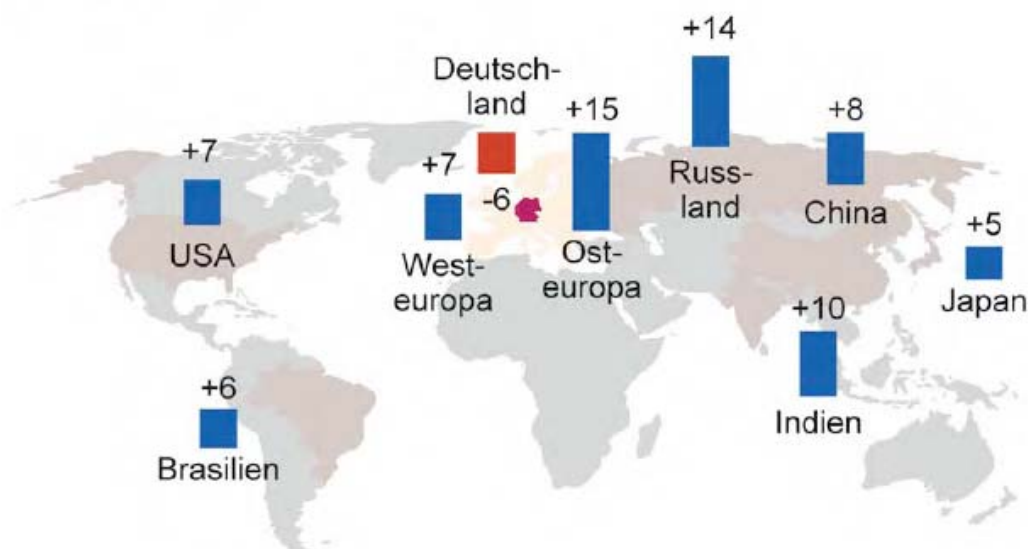 +14
Deutsch-
land
+15
+8
+7
+7
Russ-
land
-6
China
USA
West-
europa
Ost-
europa
+5
Japan
+10
Indien
+6
Brasilien